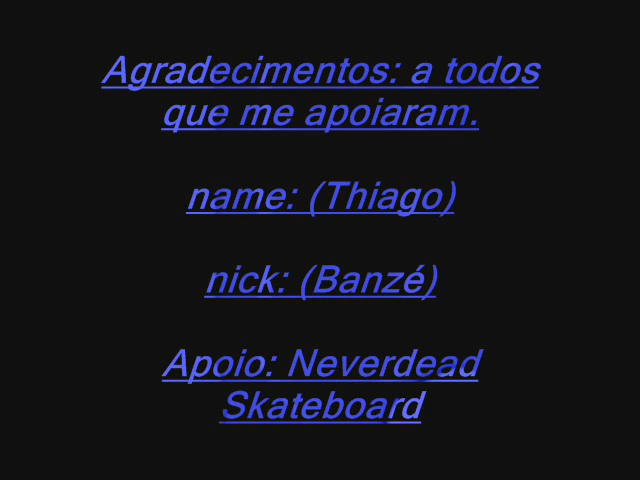 Agradecimentos: a todos
que me apoiaram.
name: (Thiago)
nick: (Banzé)
Apoio: Neverdead
Skateboard